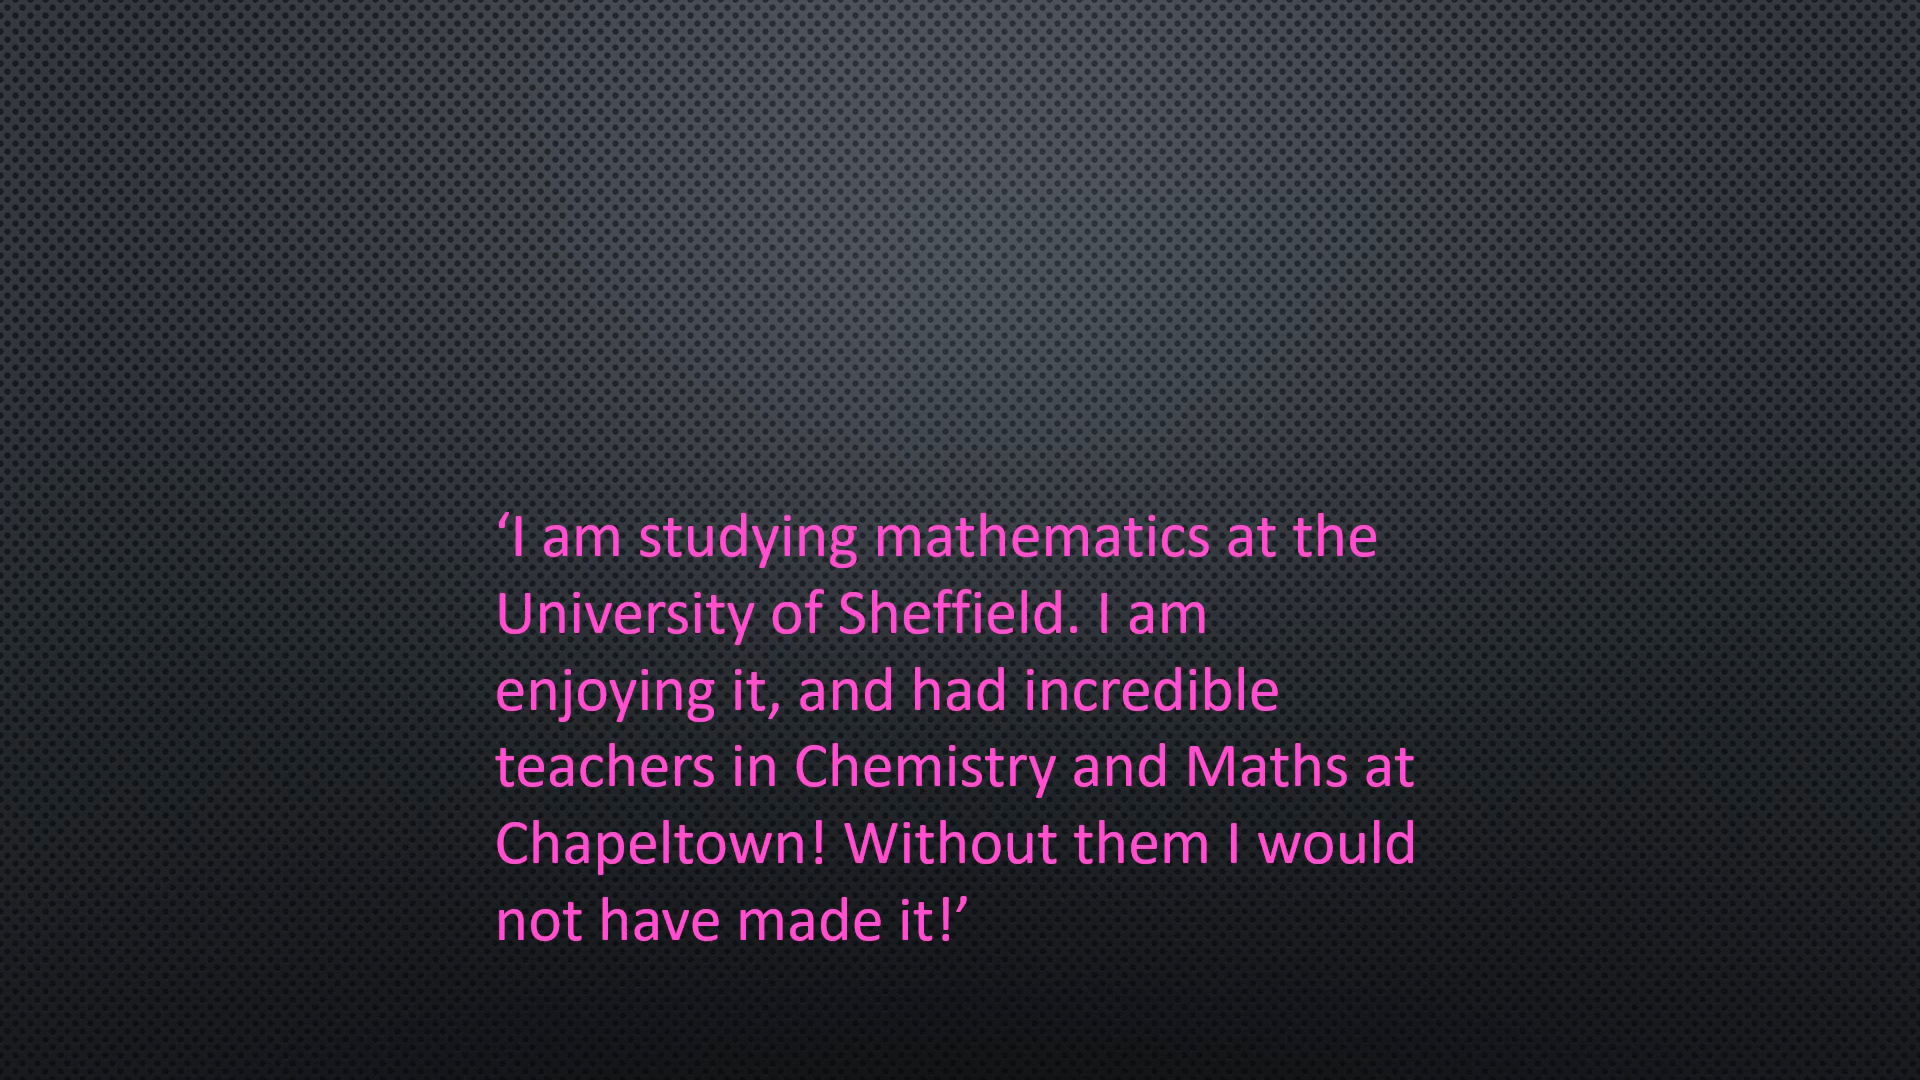 ‘I am studying mathematics at the
University of Sheffield. I am
enjoying it, and had incredible
teachers in Chemistry and Maths at
Chapeltown! Without them I would
not have made it!’